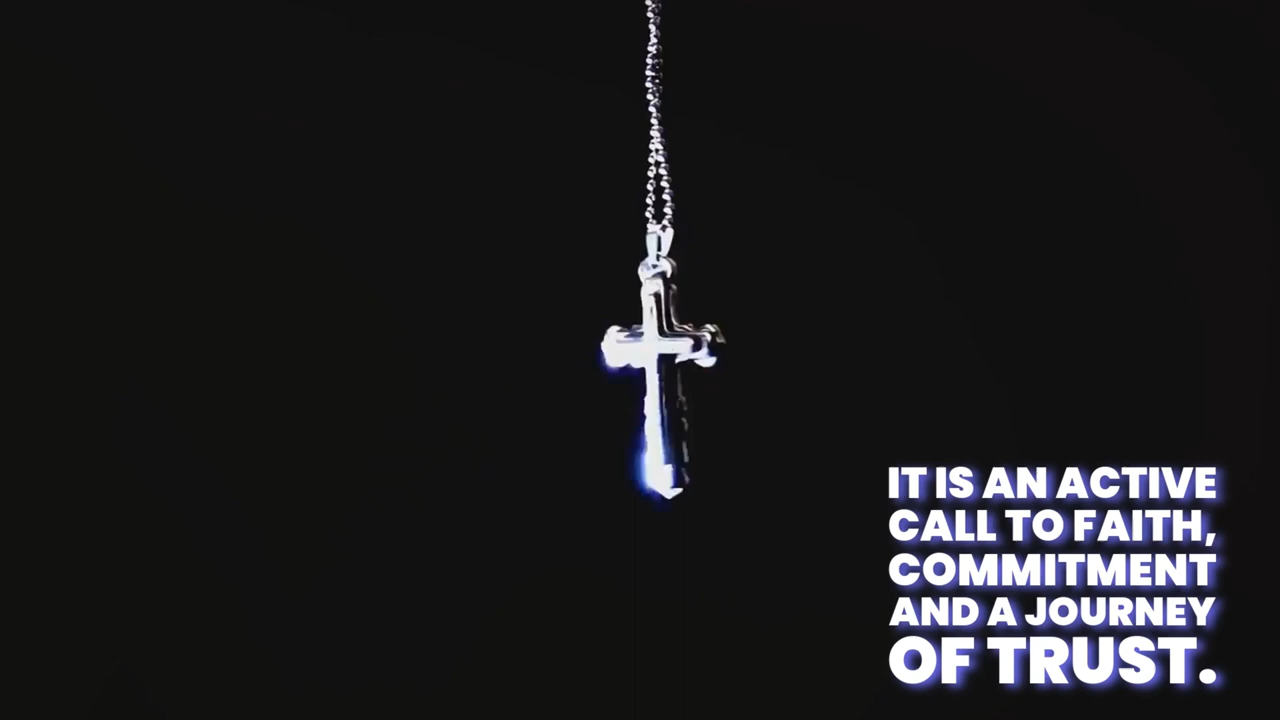 IT IS AN ACTIVE
CALL TO FAITH,
COMMITMENT
AND A JOURNEY
OF TRUST.